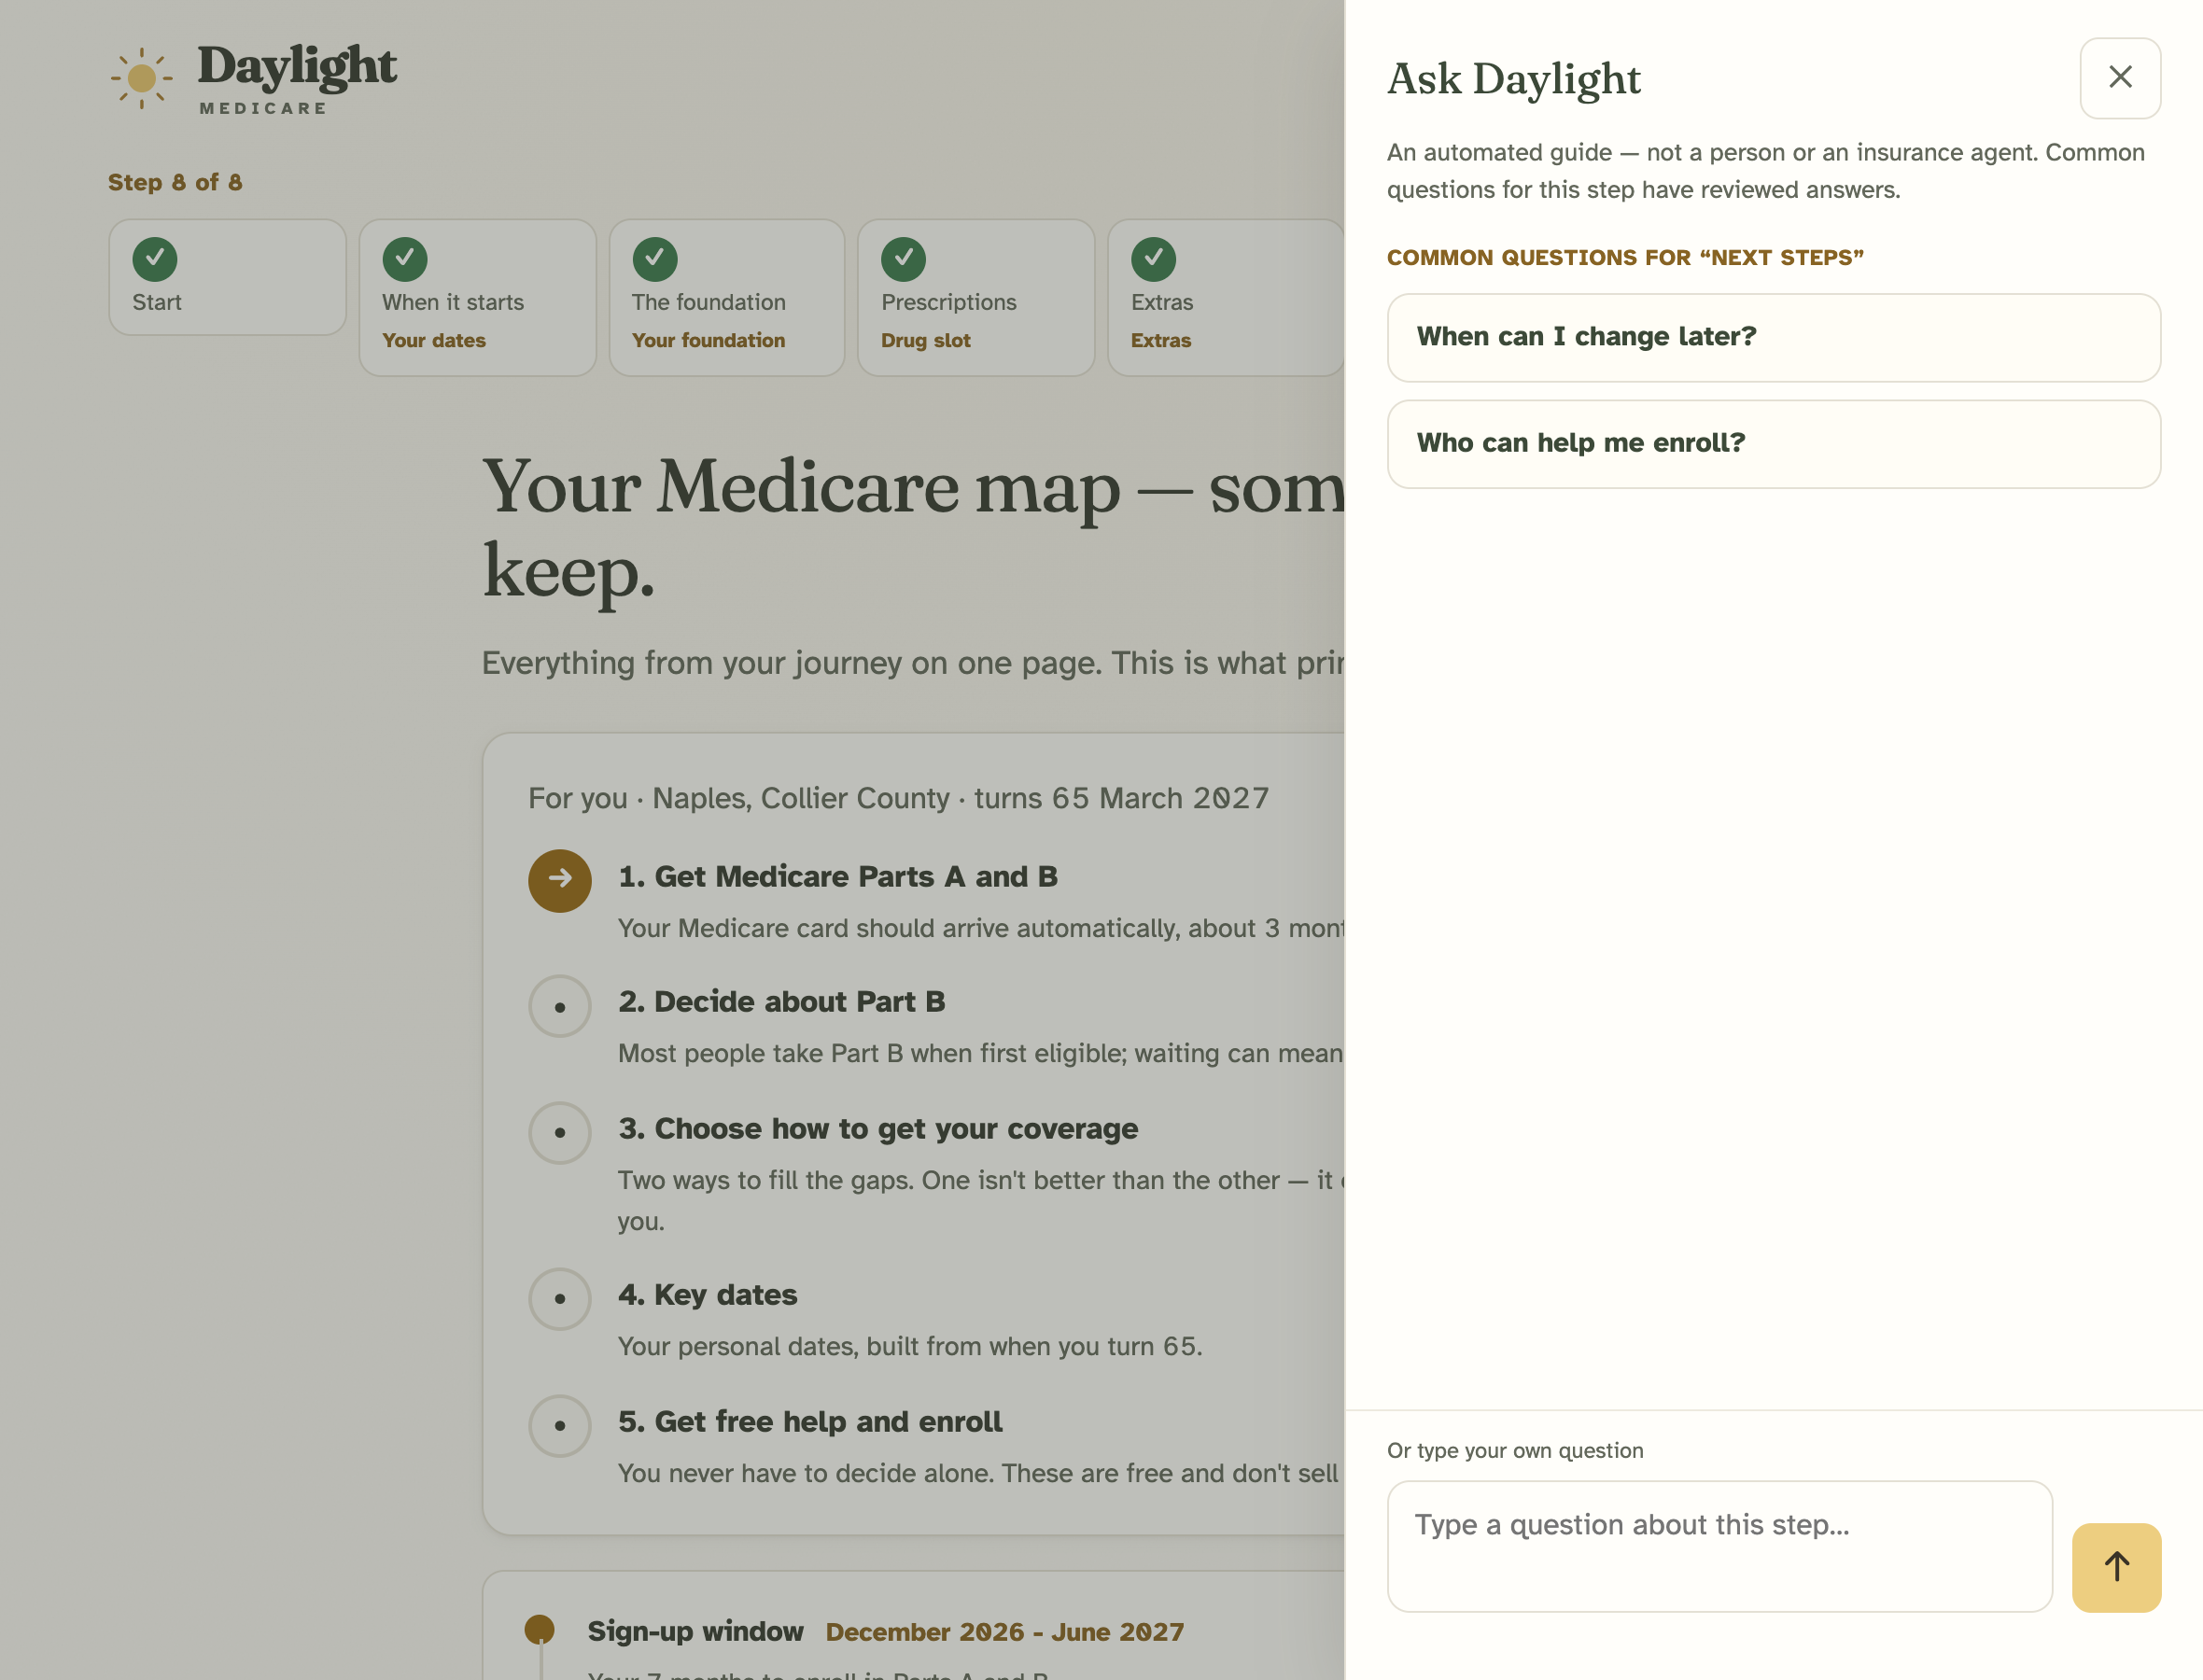 Daylight
MEDICARE
Step 8 of 8
Start
When it starts
Your dates
The foundation
Your foundation
Prescriptions
Drug slot
Extras
Extras
Your Medicare map — som
keep.
Everything from your journey on one page. This is what prin
For you · Naples, Collier County · turns 65 March 2027
1. Get Medicare Parts A and B
Your Medicare card should arrive automatically, about 3 mont
2. Decide about Part B
Most people take Part B when first eligible; waiting can mean
3. Choose how to get your coverage
Two ways to fill the gaps. One isn't better than the other — it
you.
4. Key dates
Your personal dates, built from when you turn 65.
5. Get free help and enroll
You never have to decide alone. These are free and don't sell
Sign-up window December 2026 - June 2027
Your 7 months to enroll in Parts A and B
Ask Daylight
An automated guide — not a person or an insurance agent. Common
questions for this step have reviewed answers.
COMMON QUESTIONS FOR “NEXT STEPS”
When can I change later?
Who can help me enroll?
Or type your own question
Type a question about this step...